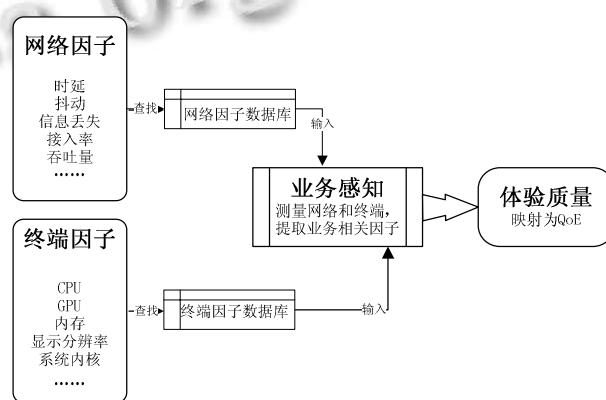 网络因子
时延
抖动
信息丢失
接入率
吞吐量
……
查找
网络因子数据库
输入
业务感知
测量网络和终端，
提取业务相关因子
体验质量
映射为QoE
终端因子
CPU
GPU
内存
显示分辨率
系统内核
……
查找
终端因子数据库
输入